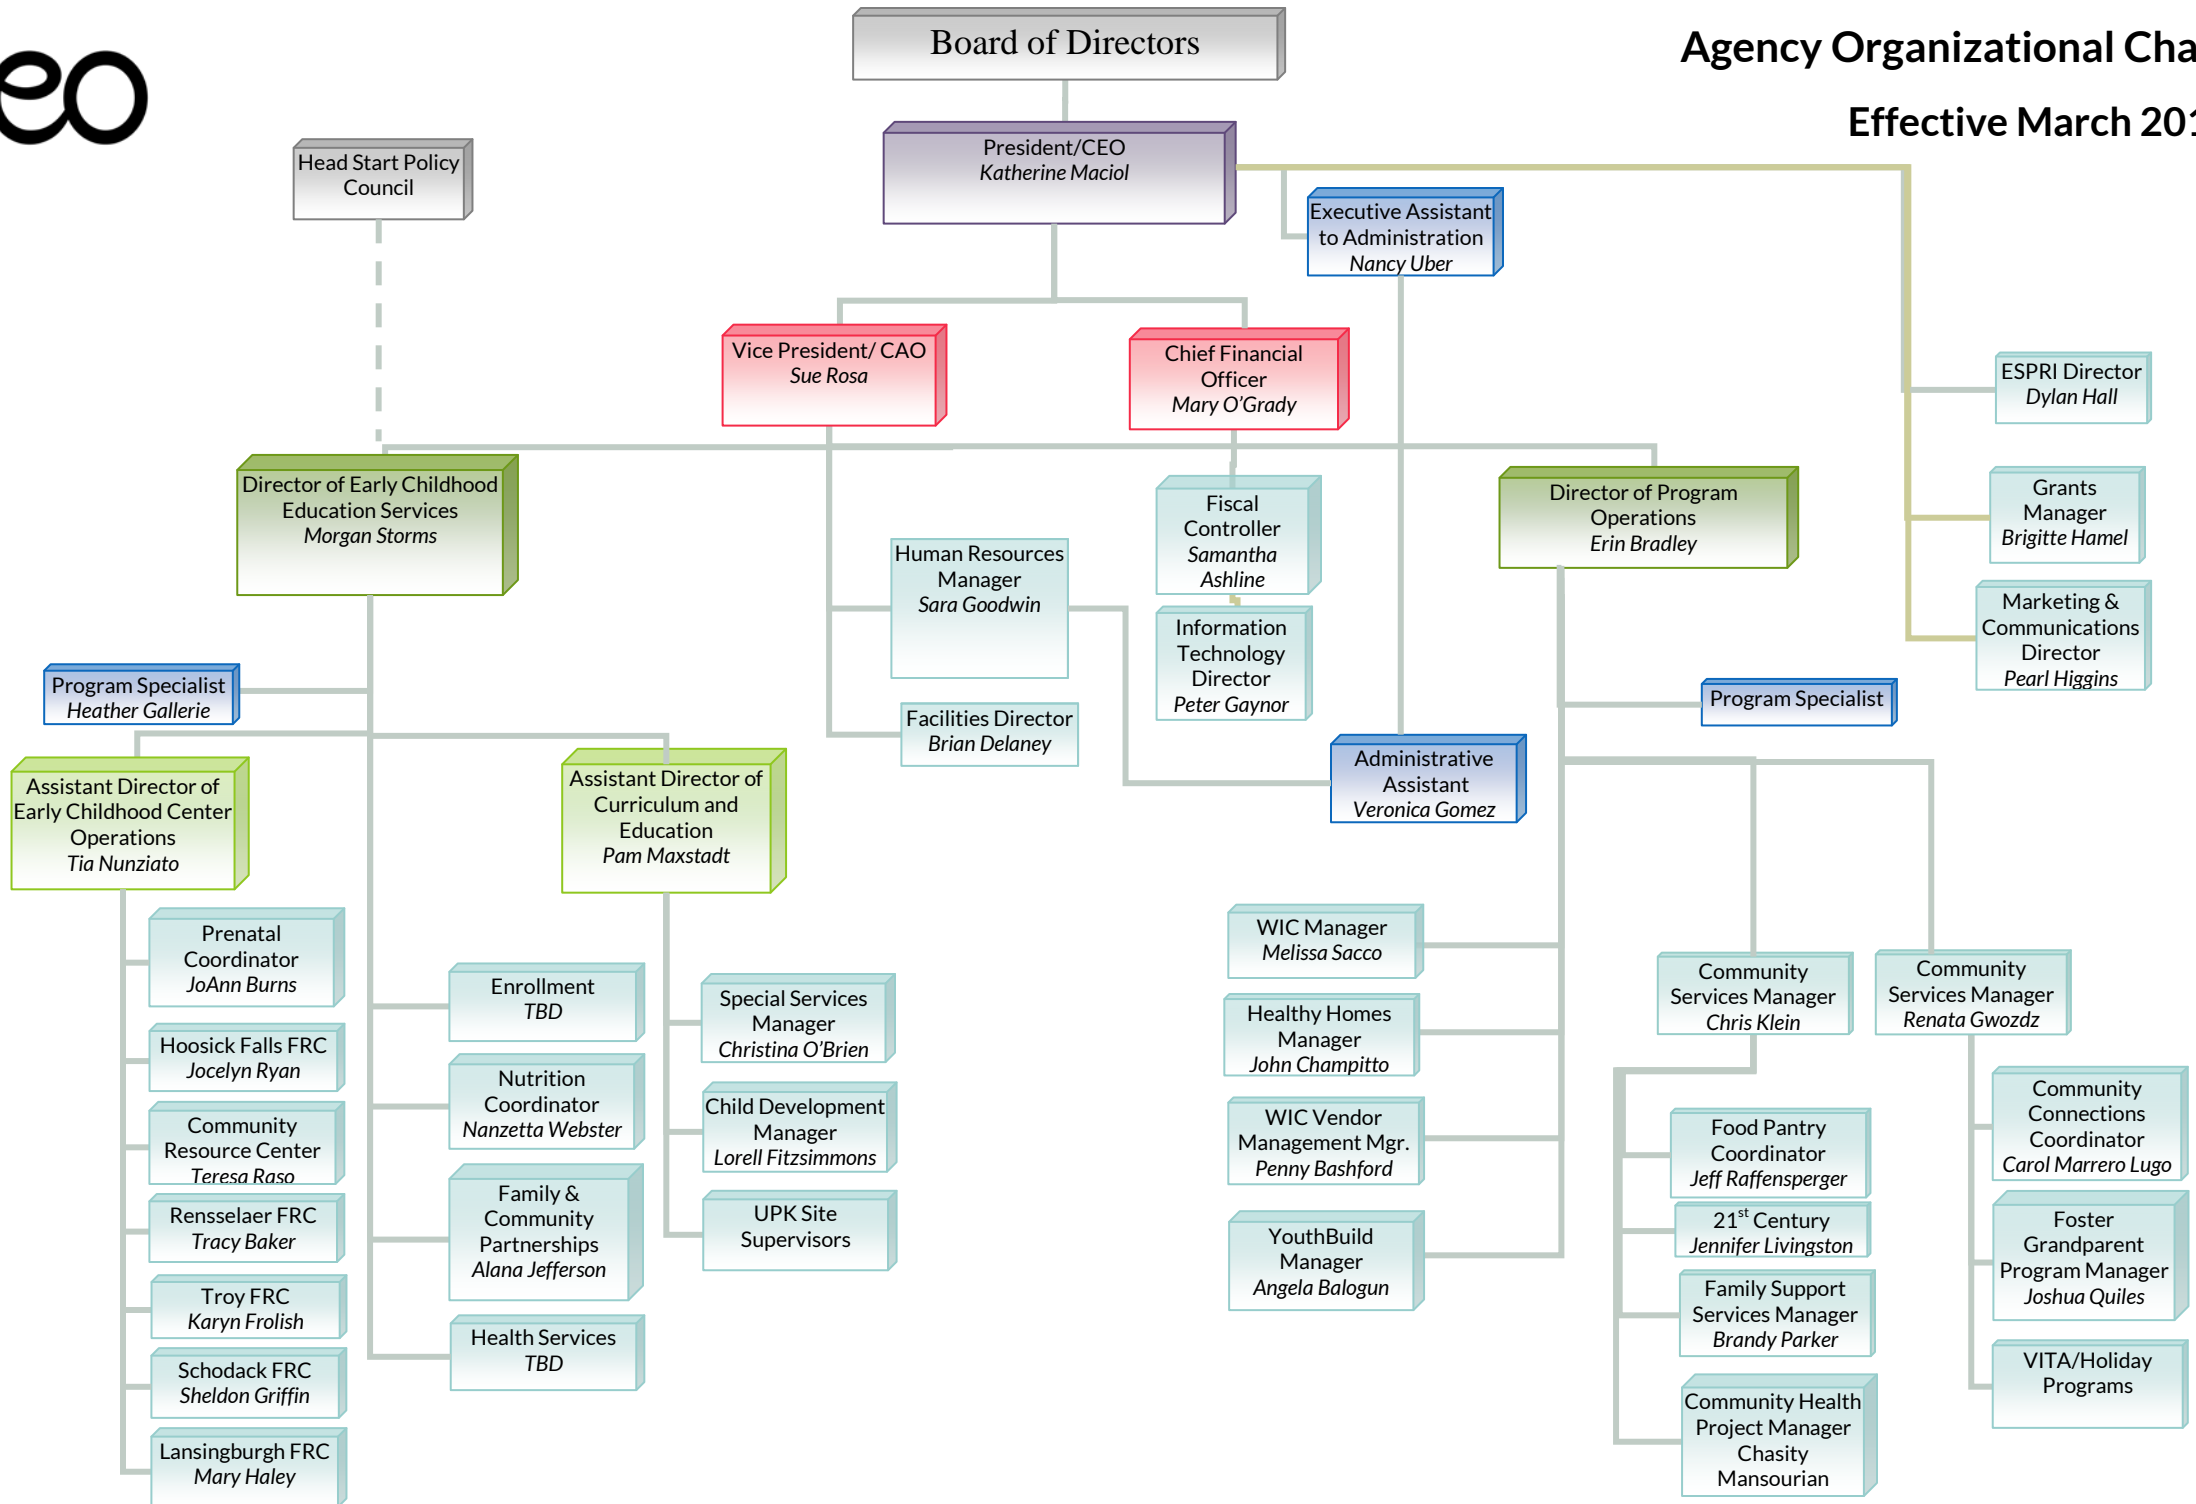 eo
Board of Directors
Agency Organizational Cha
Effective March 201
Head Start Policy
Council
President/CEO
Katherine Maciol
Executive Assistant
to Administration
Nancy Uber
Vice President/ CAO
Sue Rosa
Chief Financial
Officer
Mary O’Grady
ESPRI Director
Dylan Hall
Grants
Manager
Brigitte Hamel
Marketing &
Communications
Director
Pearl Higgins
Director of Early Childhood
Education Services
Morgan Storms
Human Resources
Manager
Sara Goodwin
Fiscal
Controller
Samantha
Ashline
Information
Technology
Director
Peter Gaynor
Director of Program
Operations
Erin Bradley
Program Specialist
Heather Gallerie
Facilities Director
Brian Delaney
Program Specialist
Administrative
Assistant
Veronica Gomez
Assistant Director of
Early Childhood Center
Operations
Tia Nunziato
Assistant Director of
Curriculum and
Education
Pam Maxstadt
Prenatal
Coordinator
JoAnn Burns
Hoosick Falls FRC
Jocelyn Ryan
Community
Resource Center
Teresa Raso
Rensselaer FRC
Tracy Baker
Troy FRC
Karyn Frolish
Schodack FRC
Sheldon Griffin
Lansingburgh FRC
Mary Haley
Enrollment
TBD
Nutrition
Coordinator
Nanzetta Webster
Family &
Community
Partnerships
Alana Jefferson
Health Services
TBD
Special Services
Manager
Christina O’Brien
Child Development
Manager
Lorell Fitzsimmons
UPK Site
Supervisors
WIC Manager
Melissa Sacco
Healthy Homes
Manager
John Champitto
WIC Vendor
Management Mgr.
Penny Bashford
YouthBuild
Manager
Angela Balogun
Community
Services Manager
Chris Klein
Community
Services Manager
Renata Gwozdz
Food Pantry
Coordinator
Jeff Raffensperger
21st Century
Jennifer Livingston
Family Support
Services Manager
Brandy Parker
Community Health
Project Manager
Chasity
Mansourian
Community
Connections
Coordinator
Carol Marrero Lugo
Foster
Grandparent
Program Manager
Joshua Quiles
VITA/Holiday
Programs